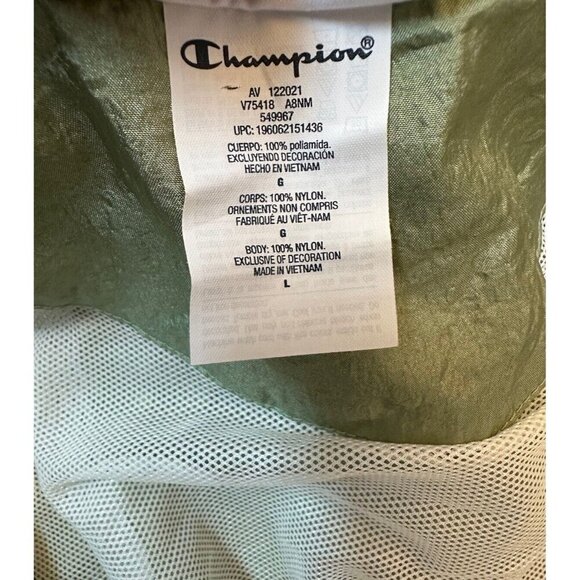 Champion®
AV 122021
V75418 A8NM
549967
UPC: 196062151436
CUERPO: 100% poliamida.
EXCLUYENDO DECORACIÓN
HECHO EN VIETNAM
G
CORPS: 100% NYLON.
ORNEMENTS NON COMPRIS
FABRIQUÉ AU VIÊT-NAM
G
BODY: 100% NYLON.
EXCLUSIVE OF DECORATION
MADE IN VIETNAM
L